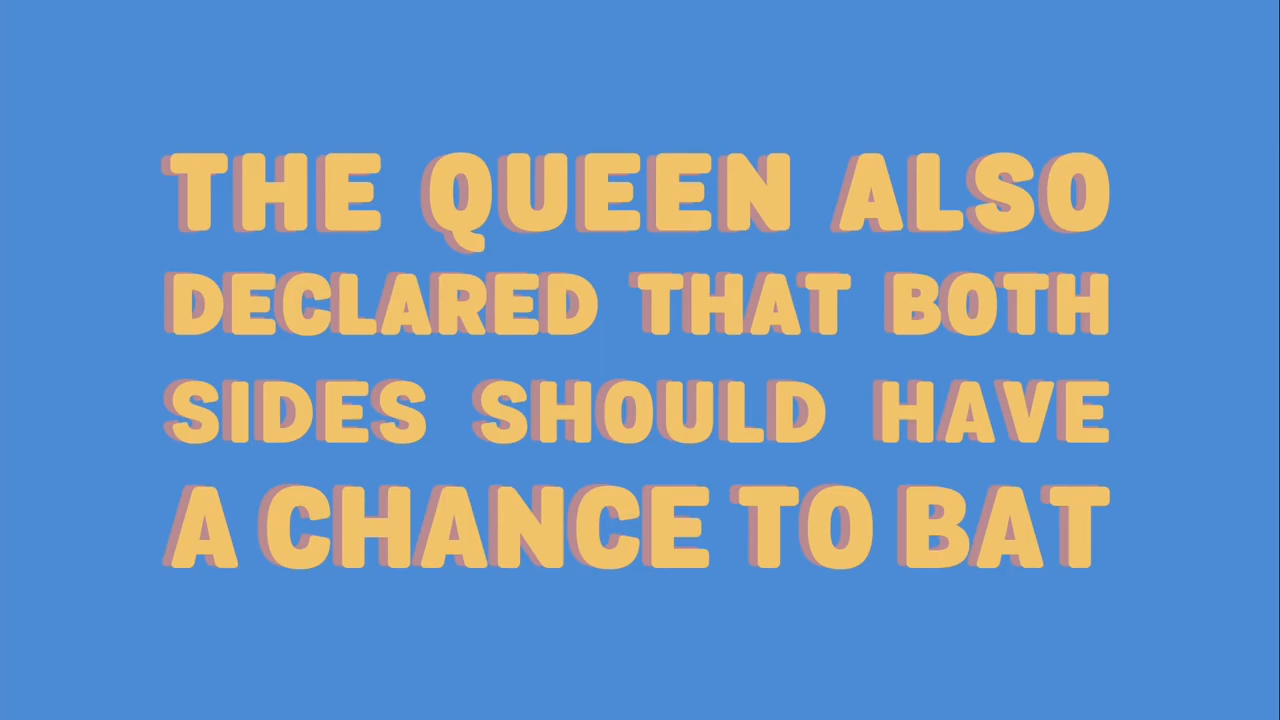 THE QUEEN ALSO
DECLARED THAT BOTH
SIDES SHOULD HAVE
A CHANCE TO BAT